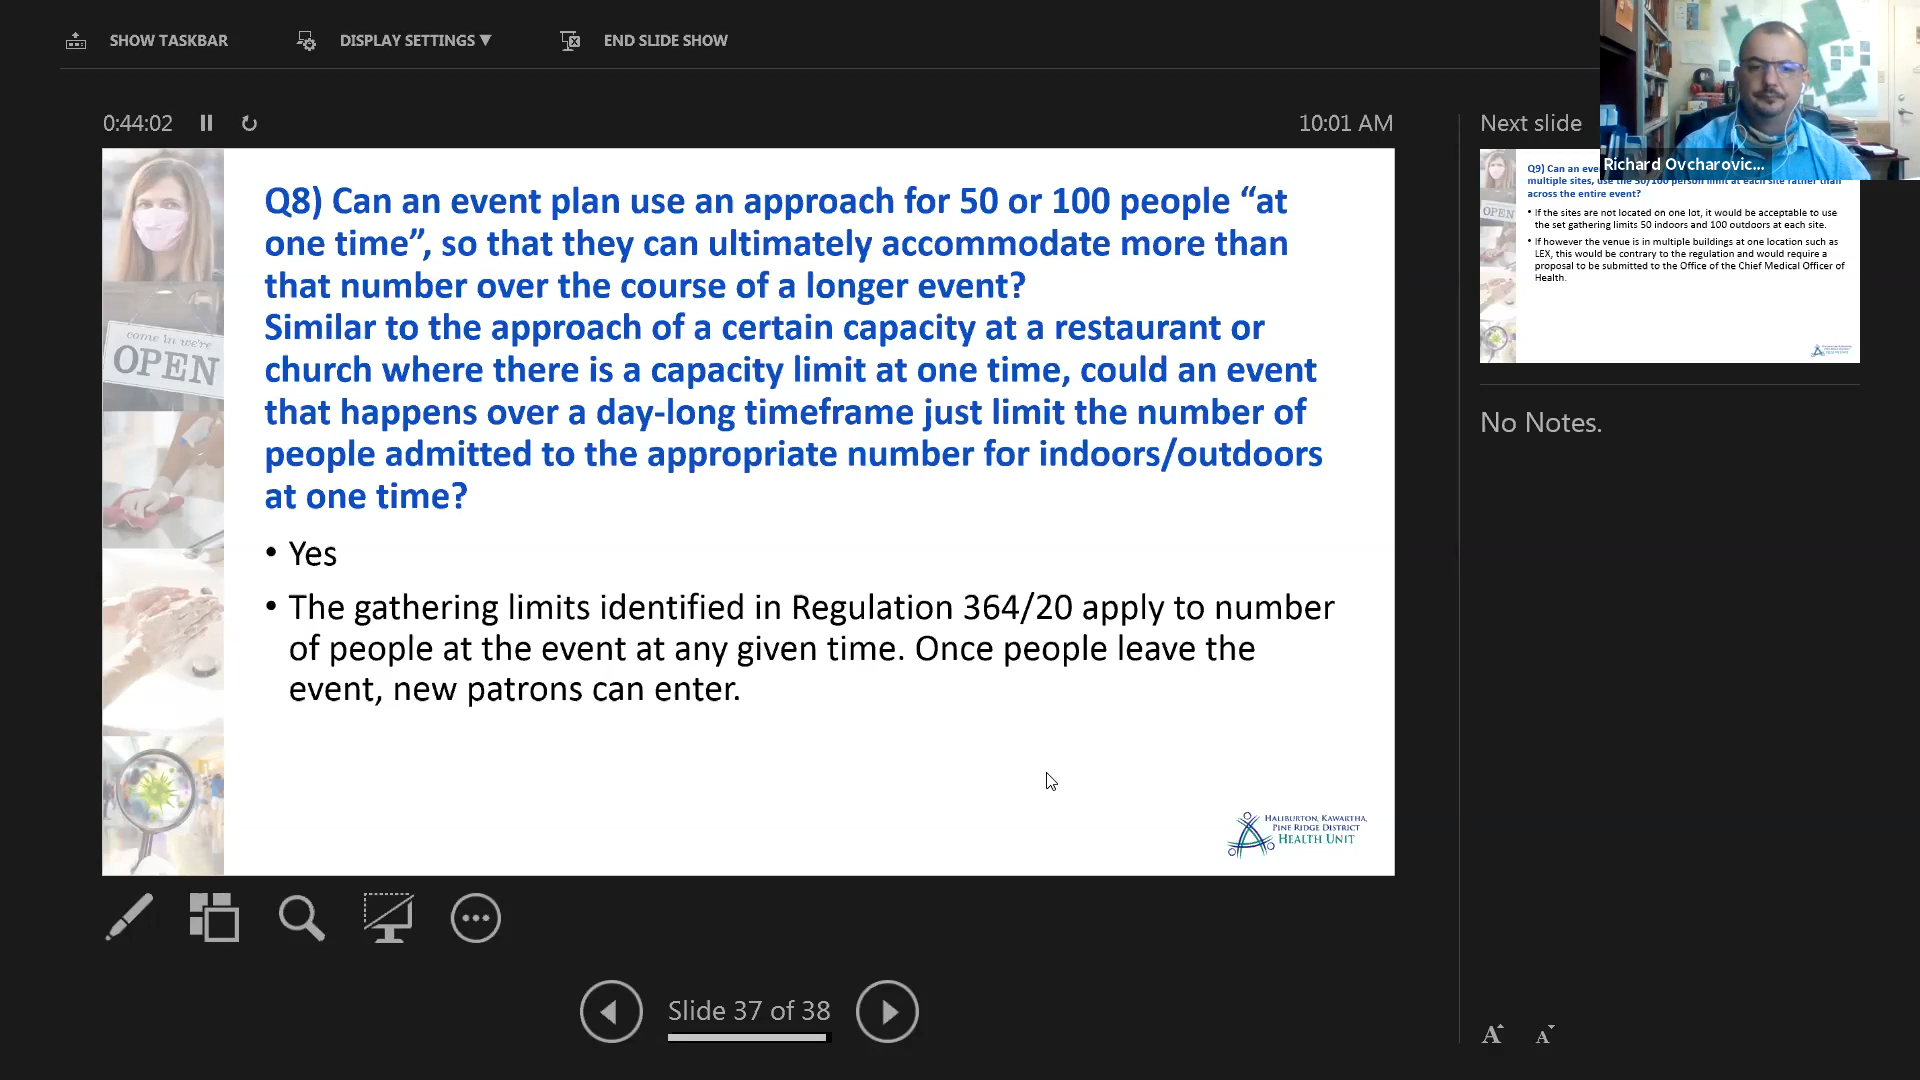 SHOW TASKBAR
DISPLAY SETTINGS ▼
END SLIDE SHOW
0:44:02
10:01 AM
Next slide
Richard Ovcharovic...
come in we're
OPEN
Q8) Can an event plan use an approach for 50 or 100 people “at
one time”, so that they can ultimately accommodate more than
that number over the course of a longer event?
Similar to the approach of a certain capacity at a restaurant or
church where there is a capacity limit at one time, could an event
that happens over a day-long timeframe just limit the number of
people admitted to the appropriate number for indoors/outdoors
at one time?
• Yes
• The gathering limits identified in Regulation 364/20 apply to number
of people at the event at any given time. Once people leave the
event, new patrons can enter.
HALIBURTON, KAWARTHA,
PINE RIDGE DISTRICT
HEALTH UNIT
Q9) Can an eve
multiple sites, use the 50/100 person limit at each site rather than
across the entire event?
OPEN
• If the sites are not located on one lot, it would be acceptable to use
the set gathering limits 50 indoors and 100 outdoors at each site.
• If however the venue is in multiple buildings at one location such as
LEX, this would be contrary to the regulation and would require a
proposal to be submitted to the Office of the Chief Medical Officer of
Health.
No Notes.
Slide 37 of 38
A A